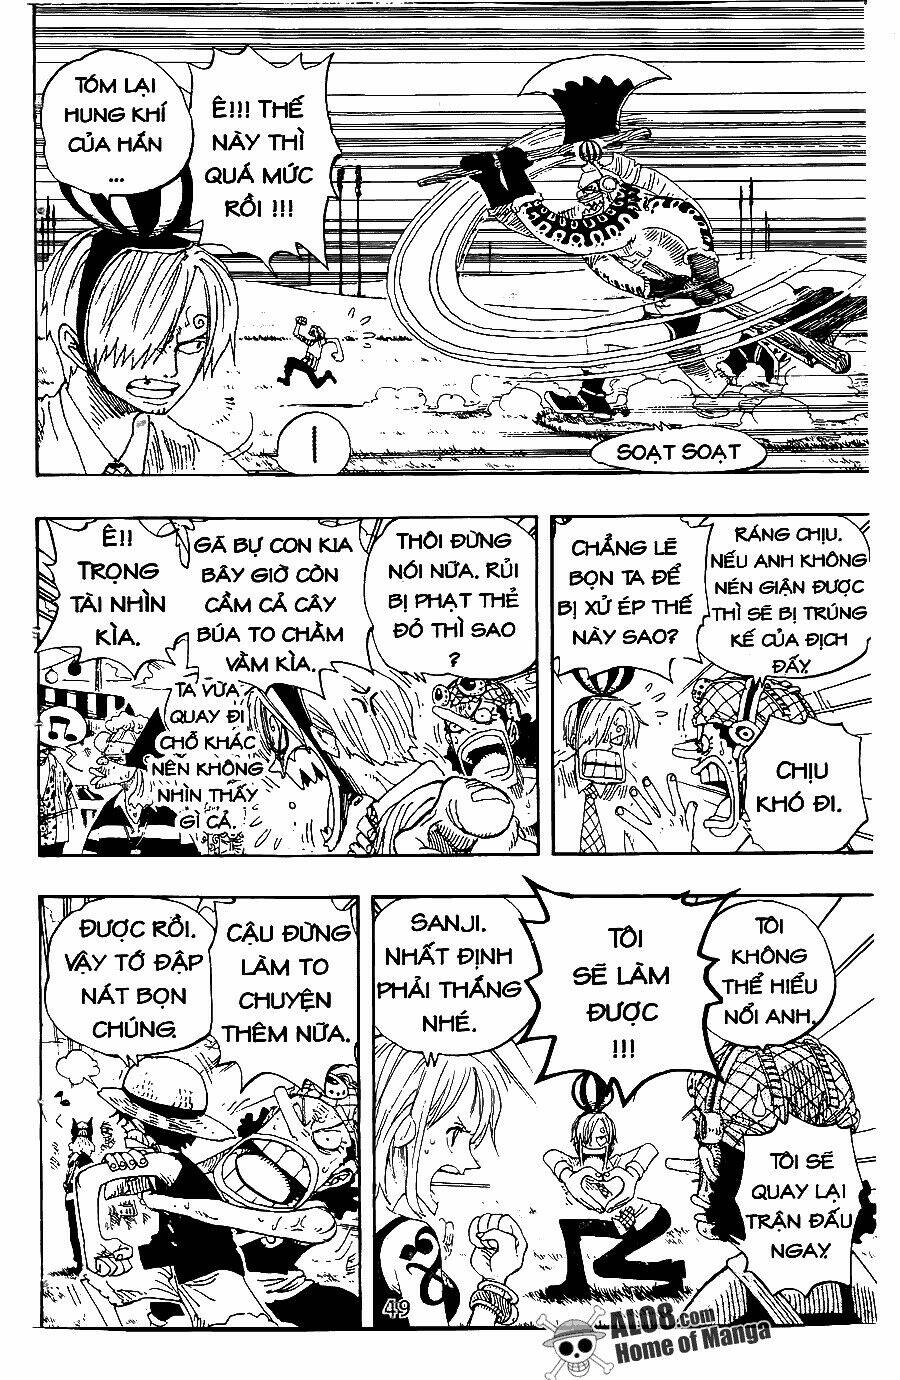 TÓM LẠI
HUNG KHÍ
CỦA HẮN
...
Ê!!! THẾ
NÀY THÌ
QUÁ MỨC
RỒI !!!
SOẠT SOẠT
Ê!!
TRỌNG
TÀI NHÌN
KÌA.
GÃ BỰ CON KIA
BÂY GIỜ CÒN
CẦM CẢ CÂY
BÚA TO CHẰM
VẰM KÌA.
THÔI ĐỪNG
NÓI NỮA. RỦI
BỊ PHẠT THẺ
ĐỎ THÌ SAO
?
TA VỪA
QUAY ĐI
CHỖ KHÁC
NÊN KHÔNG
NHÌN THẤY
GÌ CẢ.
CHẲNG LẼ
BỌN TA ĐỂ
BỊ XỬ ÉP THẾ
NÀY SAO?
RÁNG CHỊU.
NẾU ANH KHÔNG
NÉN GIẬN ĐƯỢC
THÌ SẼ BỊ TRÚNG
KẾ CỦA ĐỊCH
ĐẤY.
CHỊU
KHÓ ĐI.
ĐƯỢC RỒI.
VẬY TỚ ĐẬP
NÁT BỌN
CHÚNG.
CẬU ĐỪNG
LÀM TO
CHUYỆN
THÊM NỮA.
SANJI.
NHẤT ĐỊNH
PHẢI THẮNG
NHÉ.
TÔI
SẼ LÀM
ĐƯỢC
!!!
TÔI
KHÔNG
THỂ HIỂU
NỔI ANH.
TÔI SẼ
QUAY LẠI
TRẬN ĐẤU
NGAY.
49
ALO8.com
Home of Manga